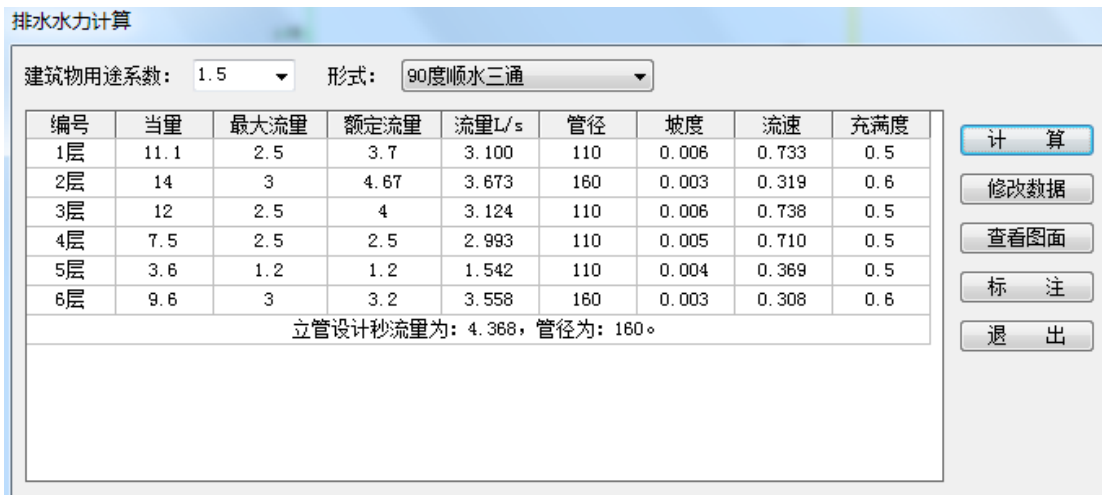 排水水力计算
建筑物用途系数： 1.5 形式： 90度顺水三通
编号 当量 最大流量 额定流量 流量L/s 管径 坡度 流速 充满度
1层 11.1 2.5 3.7 3.100 110 0.006 0.733 0.5
2层 14 3 4.67 3.673 160 0.003 0.319 0.6
3层 12 2.5 4 3.124 110 0.006 0.738 0.5
4层 7.5 2.5 2.5 2.993 110 0.005 0.710 0.5
5层 3.6 1.2 1.2 1.542 110 0.004 0.369 0.5
6层 9.6 3 3.2 3.558 160 0.003 0.308 0.6
立管设计秒流量为：4.368，管径为：160。
计 算
修改数据
查看图面
标 注
退 出